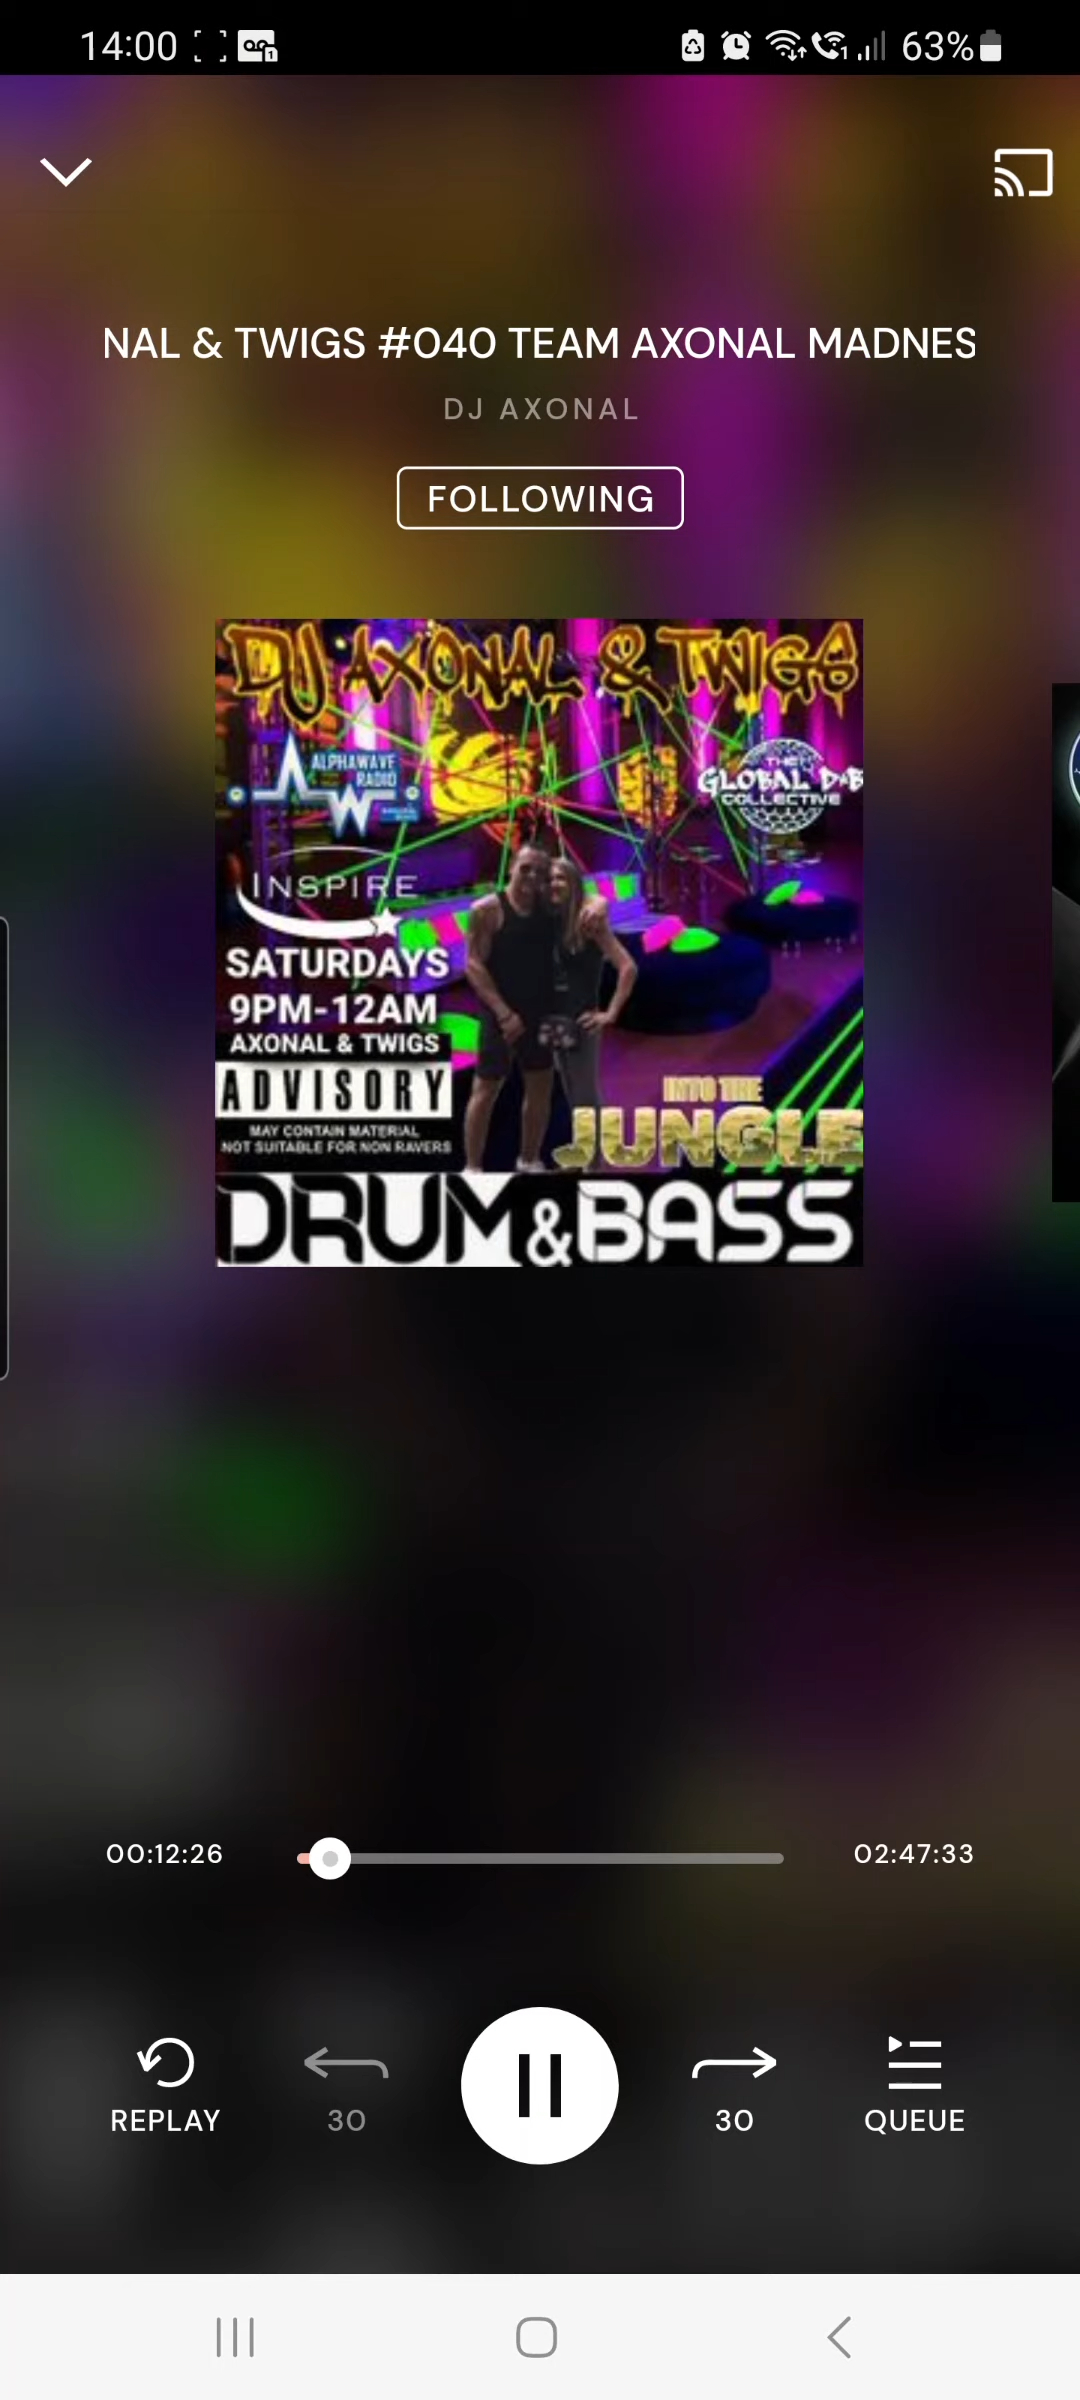 14:00
63%
NAL & TWIGS #040 TEAM AXONAL MADNES
DJ AXONAL
FOLLOWING
DJ AXONAL & TWIGS
ALPHAWAVE
RADIO
THE
GLOBAL DnB
COLLECTIVE
INSPIRE
SATURDAYS
9PM-12AM
AXONAL & TWIGS
ADVISORY
MAY CONTAIN MATERIAL
NOT SUITABLE FOR NON RAVERS
INTO THE
JUNGLE
DRUM&BASS
00:12:26
02:47:33
REPLAY
30
30
QUEUE